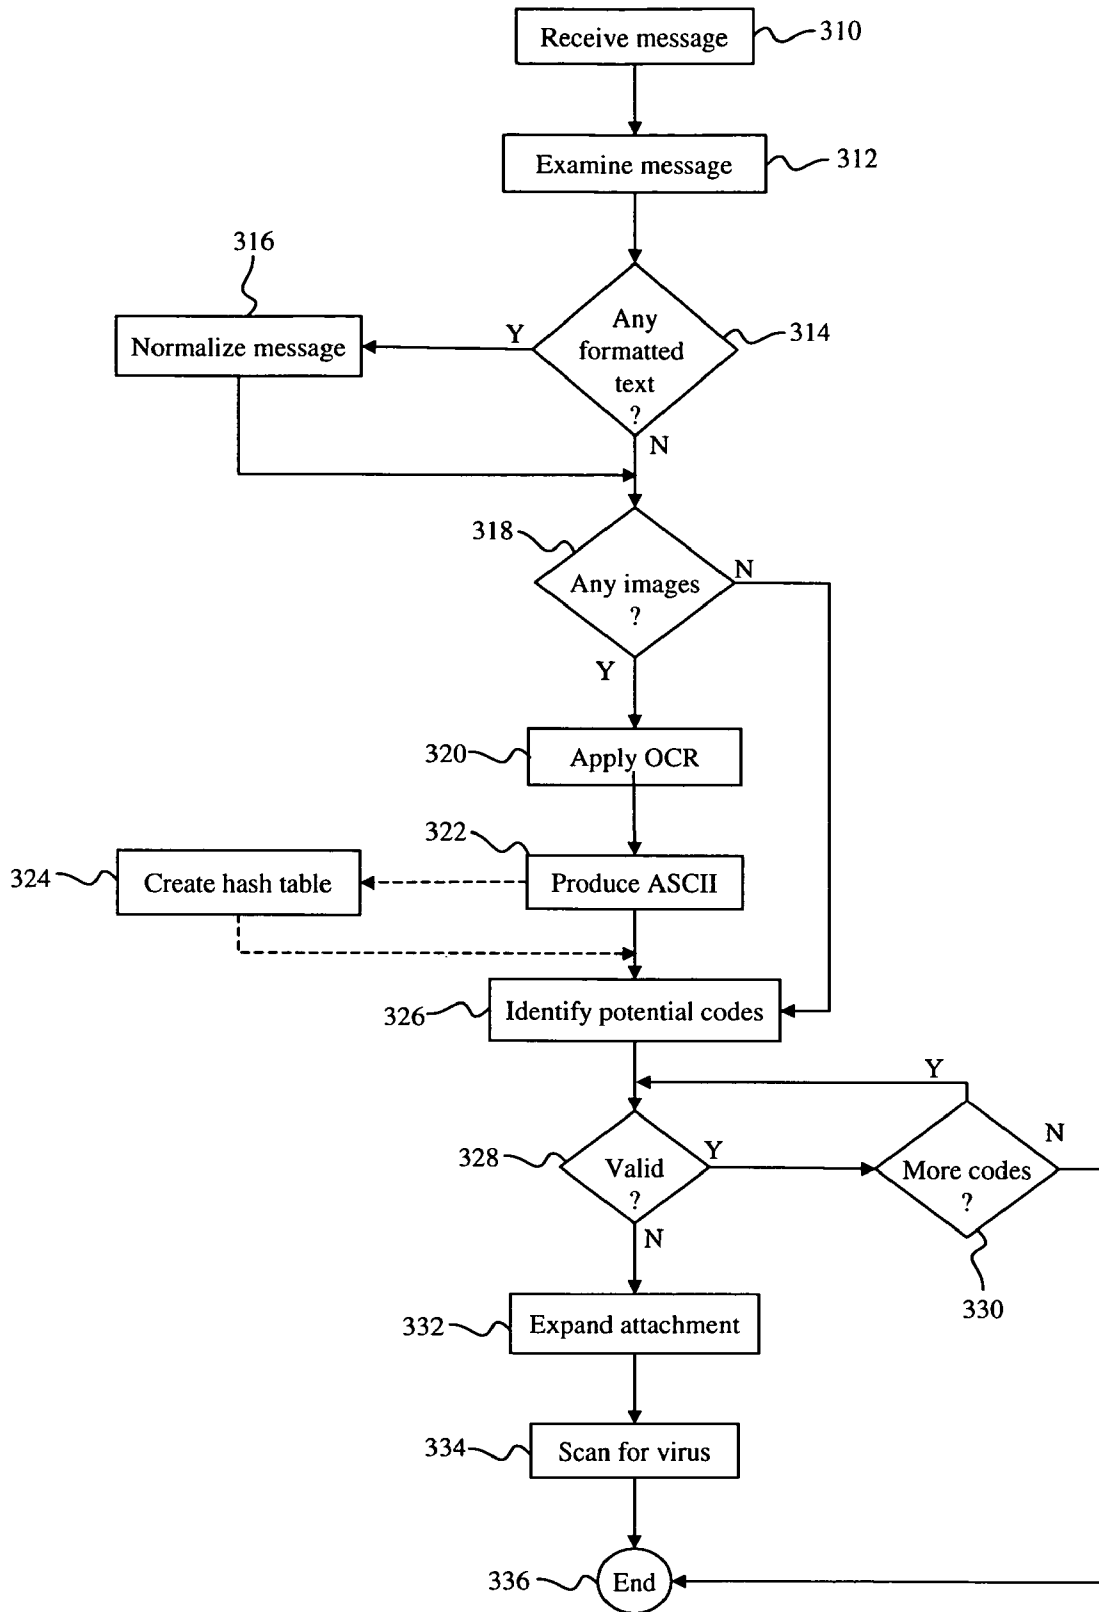 Receive message
310
Examine message
312
316
Normalize message
Y
Any
formatted
text
?
314
N
318
Any images
?
N
Y
320
Apply OCR
322
324
Create hash table
Produce ASCII
326
Identify potential codes
Y
328
Valid
?
Y
More codes
?
N
N
330
332
Expand attachment
334
Scan for virus
336
End